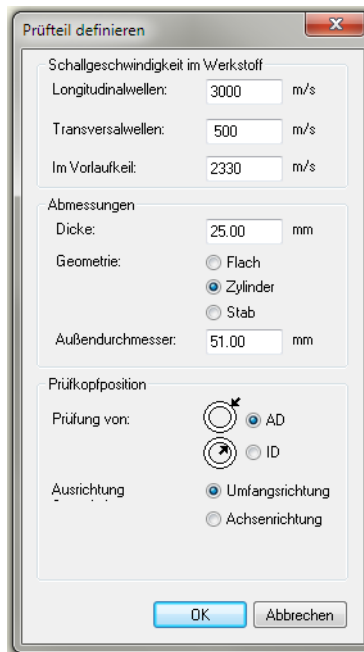 Prüfteil definieren
Schallgeschwindigkeit im Werkstoff
Longitudinalwellen: 3000 m/s
Transversalwellen: 500 m/s
Im Vorlaufkeil: 2330 m/s
Abmessungen
Dicke: 25.00 mm
Geometrie: Flach
Zylinder
Stab
Außendurchmesser: 51.00 mm
Prüfkopfposition
Prüfung von: AD
ID
Ausrichtung Umfangsrichtung
Achsenrichtung
OK Abbrechen